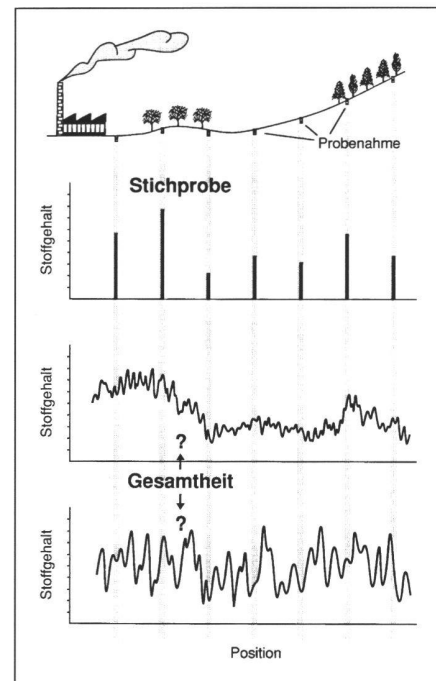 Probenahme
Stichprobe
Stoffgehalt
Stoffgehalt
?
Gesamtheit
?
Stoffgehalt
Position